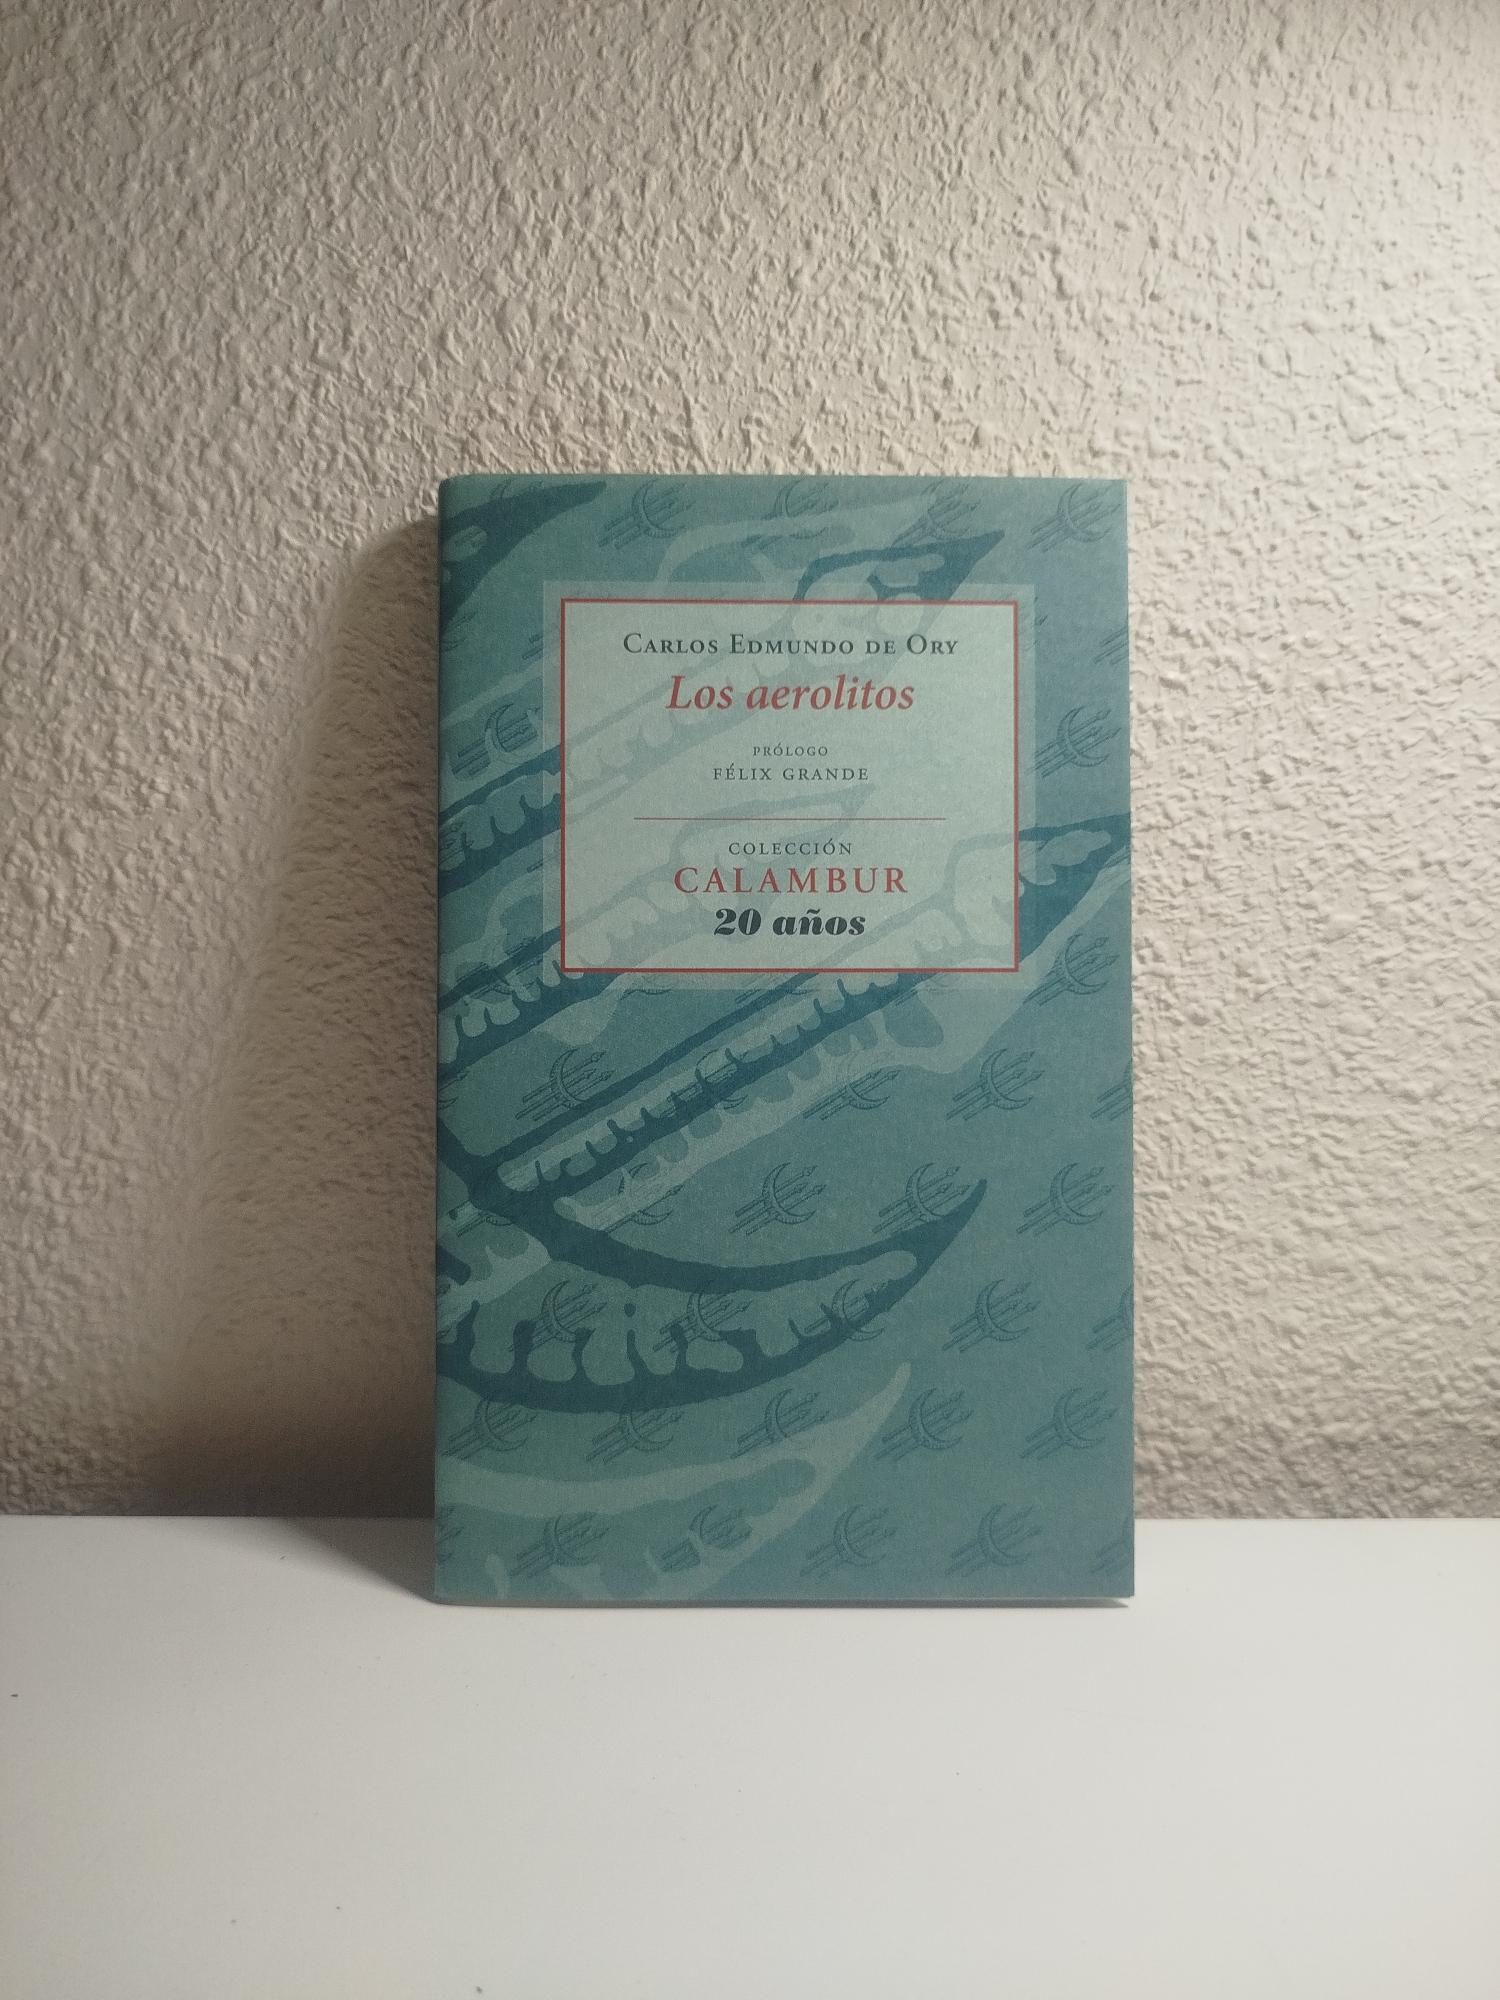 Carlos Edmundo de Ory
Los aerolitos
PRÓLOGO
FÉLIX GRANDE
COLECCIÓN
CALAMBUR
20 años